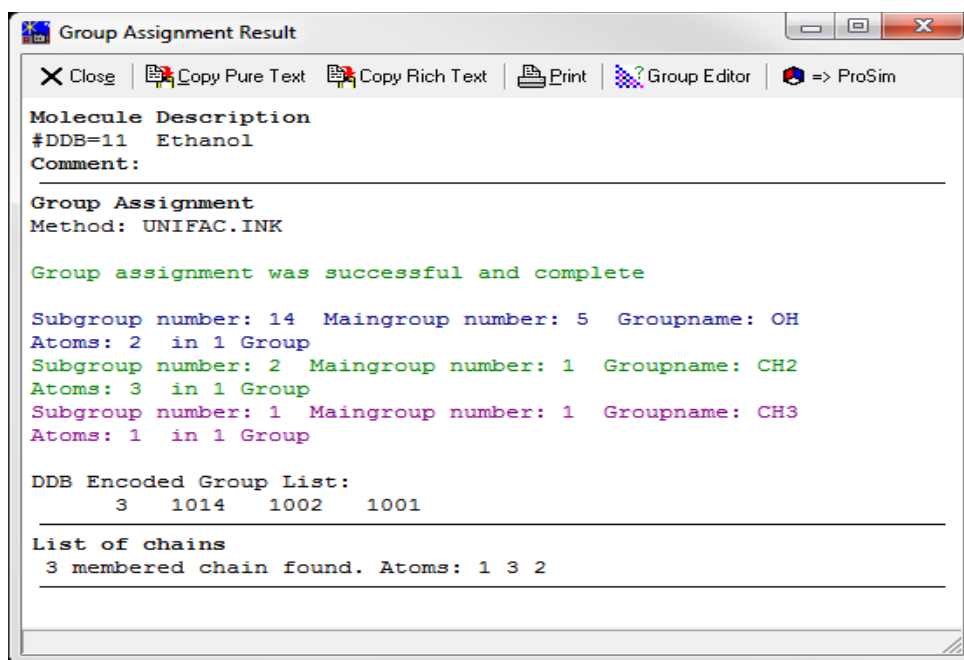 Group Assignment Result
Close Copy Pure Text Copy Rich Text Print Group Editor => ProSim
Molecule Description
#DDB=11 Ethanol
Comment:
Group Assignment
Method: UNIFAC.INK
Group assignment was successful and complete
Subgroup number: 14 Maingroup number: 5 Groupname: OH
Atoms: 2 in 1 Group
Subgroup number: 2 Maingroup number: 1 Groupname: CH2
Atoms: 3 in 1 Group
Subgroup number: 1 Maingroup number: 1 Groupname: CH3
Atoms: 1 in 1 Group
DDB Encoded Group List:
3 1014 1002 1001
List of chains
3 membered chain found. Atoms: 1 3 2